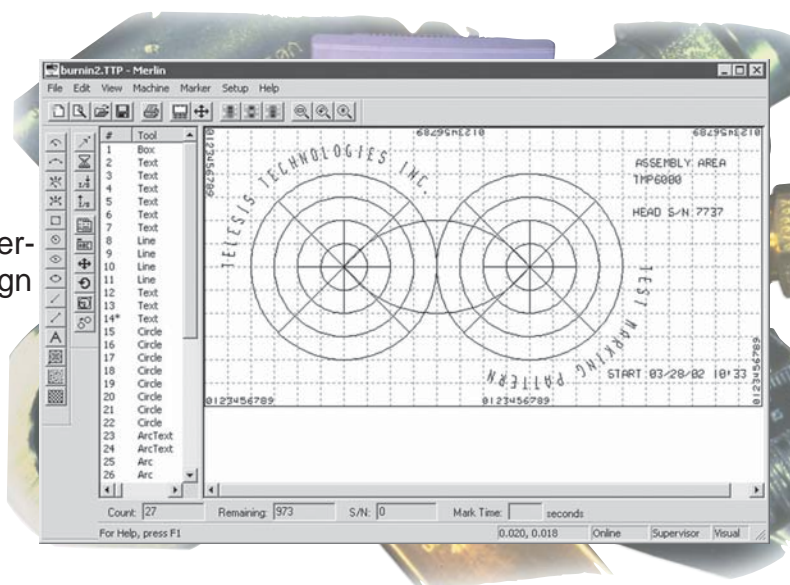 burnin2.TTP - Merlin
File Edit View Machine Marker Setup Help
er-
ign
# Tool
1 Box
2 Text
3 Text
4 Text
5 Text
6 Text
7 Text
8 Line
9 Line
10 Line
11 Line
12 Text
13 Text
14* Text
15 Circle
16 Circle
17 Circle
18 Circle
19 Circle
20 Circle
21 Circle
22 Circle
23 ArcText
24 ArcText
25 Arc
26 Arc
0123456789
0123456789
0123456789
TELESIS TECHNOLOGIES INC.
ASSEMBLY AREA
TMP6000
HEAD S/N 7737
TEST MARKING PATTERN
START 03/28/02 10'33
0123456789
0123456789
0123456789
Count: 27 Remaining: 973 S/N: 0 Mark Time: seconds
For Help, press F1 0.020, 0.018 Online Supervisor Visual